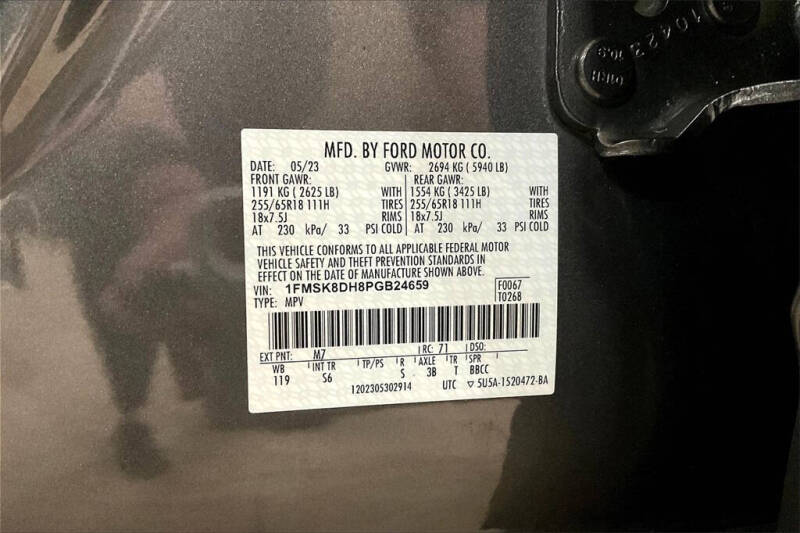 10423
10.9
MFD. BY FORD MOTOR CO.
DATE: 05/23 GVWR: 2694 KG ( 5940 LB)
FRONT GAWR: REAR GAWR:
1191 KG ( 2625 LB) WITH 1554 KG ( 3425 LB) WITH
255/65R18 111H TIRES 255/65R18 111H TIRES
18x7.5J RIMS 18x7.5J RIMS
AT 230 kPa/ 33 PSI COLD AT 230 kPa/ 33 PSI COLD
THIS VEHICLE CONFORMS TO ALL APPLICABLE FEDERAL MOTOR
VEHICLE SAFETY AND THEFT PREVENTION STANDARDS IN
EFFECT ON THE DATE OF MANUFACTURE SHOWN ABOVE.
VIN: 1FMSK8DH8PGB24659 F0067
TYPE: MPV T0268
EXT PNT: M7 RC: 71 DSO:
WB INT TR TP/PS R AXLE TR SPR
119 S6 S 3B T BBCC
1202305302914 UTC ▽ 5U5A-1520472-BA